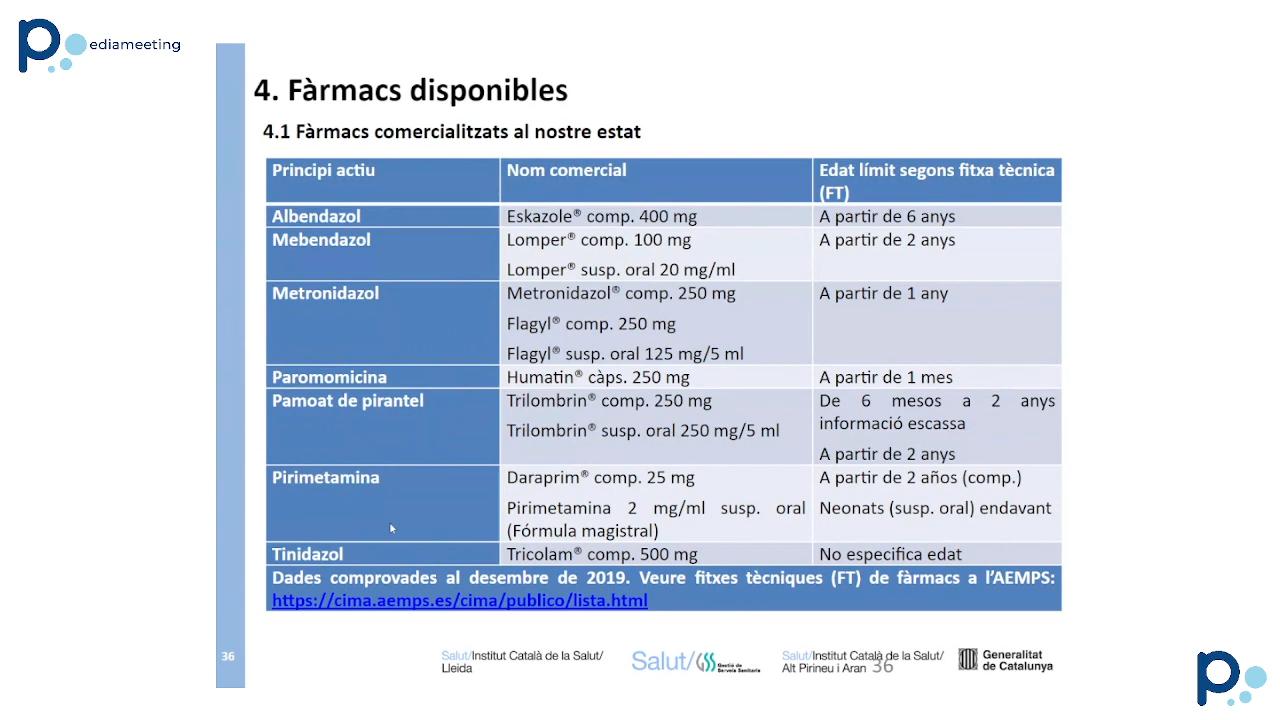 p
ediameeting
4. Fàrmacs disponibles
4.1 Fàrmacs comercialitzats al nostre estat
Principi actiu
Nom comercial
Edat límit segons fitxa tècnica
(FT)
Albendazol
Eskazole® comp. 400 mg
A partir de 6 anys
Mebendazol
Lomper® comp. 100 mg
Lomper® susp. oral 20 mg/ml
A partir de 2 anys
Metronidazol
Metronidazol® comp. 250 mg
Flagyl® comp. 250 mg
Flagyl® susp. oral 125 mg/5 ml
A partir de 1 any
Paromomicina
Humatin® càps. 250 mg
A partir de 1 mes
Pamoat de pirantel
Trilombrin® comp. 250 mg
Trilombrin® susp. oral 250 mg/5 ml
De 6 mesos a 2 anys
informació escassa
A partir de 2 anys
Pirimetamina
Daraprim® comp. 25 mg
Pirimetamina 2 mg/ml susp. oral
(Fórmula magistral)
A partir de 2 años (comp.)
Neonats (susp. oral) endavant
Tinidazol
Tricolam® comp. 500 mg
No especifica edat
Dades comprovades al desembre de 2019. Veure fitxes tècniques (FT) de fàrmacs a l'AEMPS:
https://cima.aemps.es/cima/publico/lista.html
36
Salut/Institut Català de la Salut/
Lleida
Salut/ GSS Gestió de
Serveis Sanitaris
Salut/Institut Català de la Salut/
Alt Pirineu i Aran
36
Generalitat
de Catalunya
p